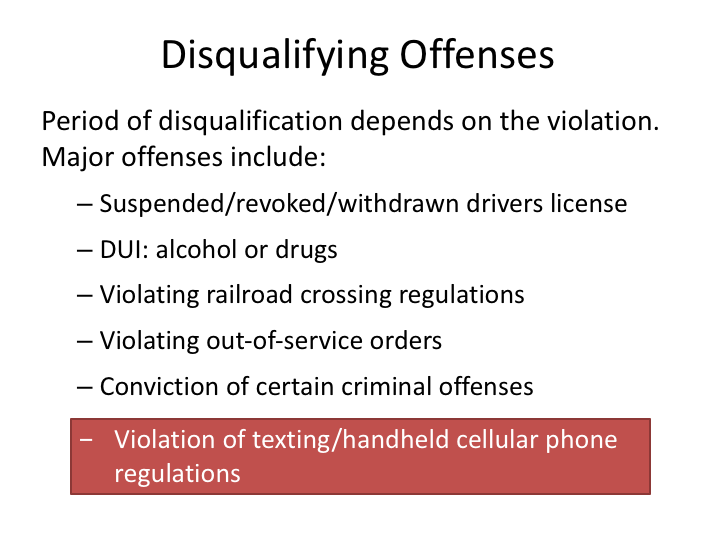 Disqualifying Offenses
Period of disqualification depends on the violation.
Major offenses include:
– Suspended/revoked/withdrawn drivers license
– DUI: alcohol or drugs
– Violating railroad crossing regulations
– Violating out-of-service orders
– Conviction of certain criminal offenses
– Violation of texting/handheld cellular phone
regulations